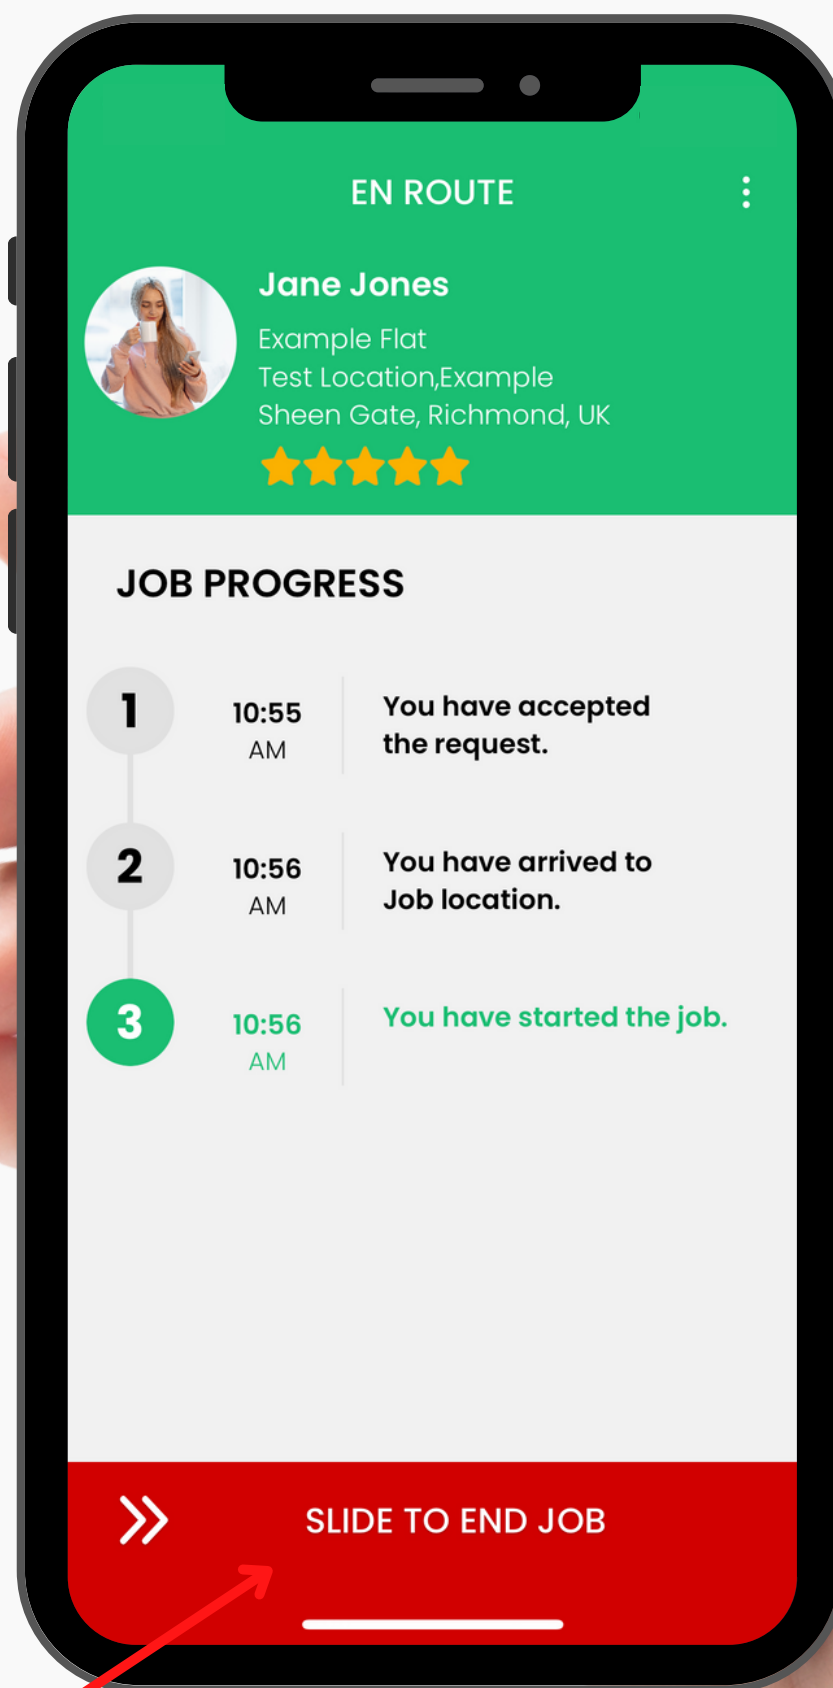 EN ROUTE
Jane Jones
Example Flat
Test Location,Example
Sheen Gate, Richmond, UK
JOB PROGRESS
1
10:55
AM
You have accepted
the request.
2
10:56
AM
You have arrived to
Job location.
3
10:56
AM
You have started the job.
SLIDE TO END JOB